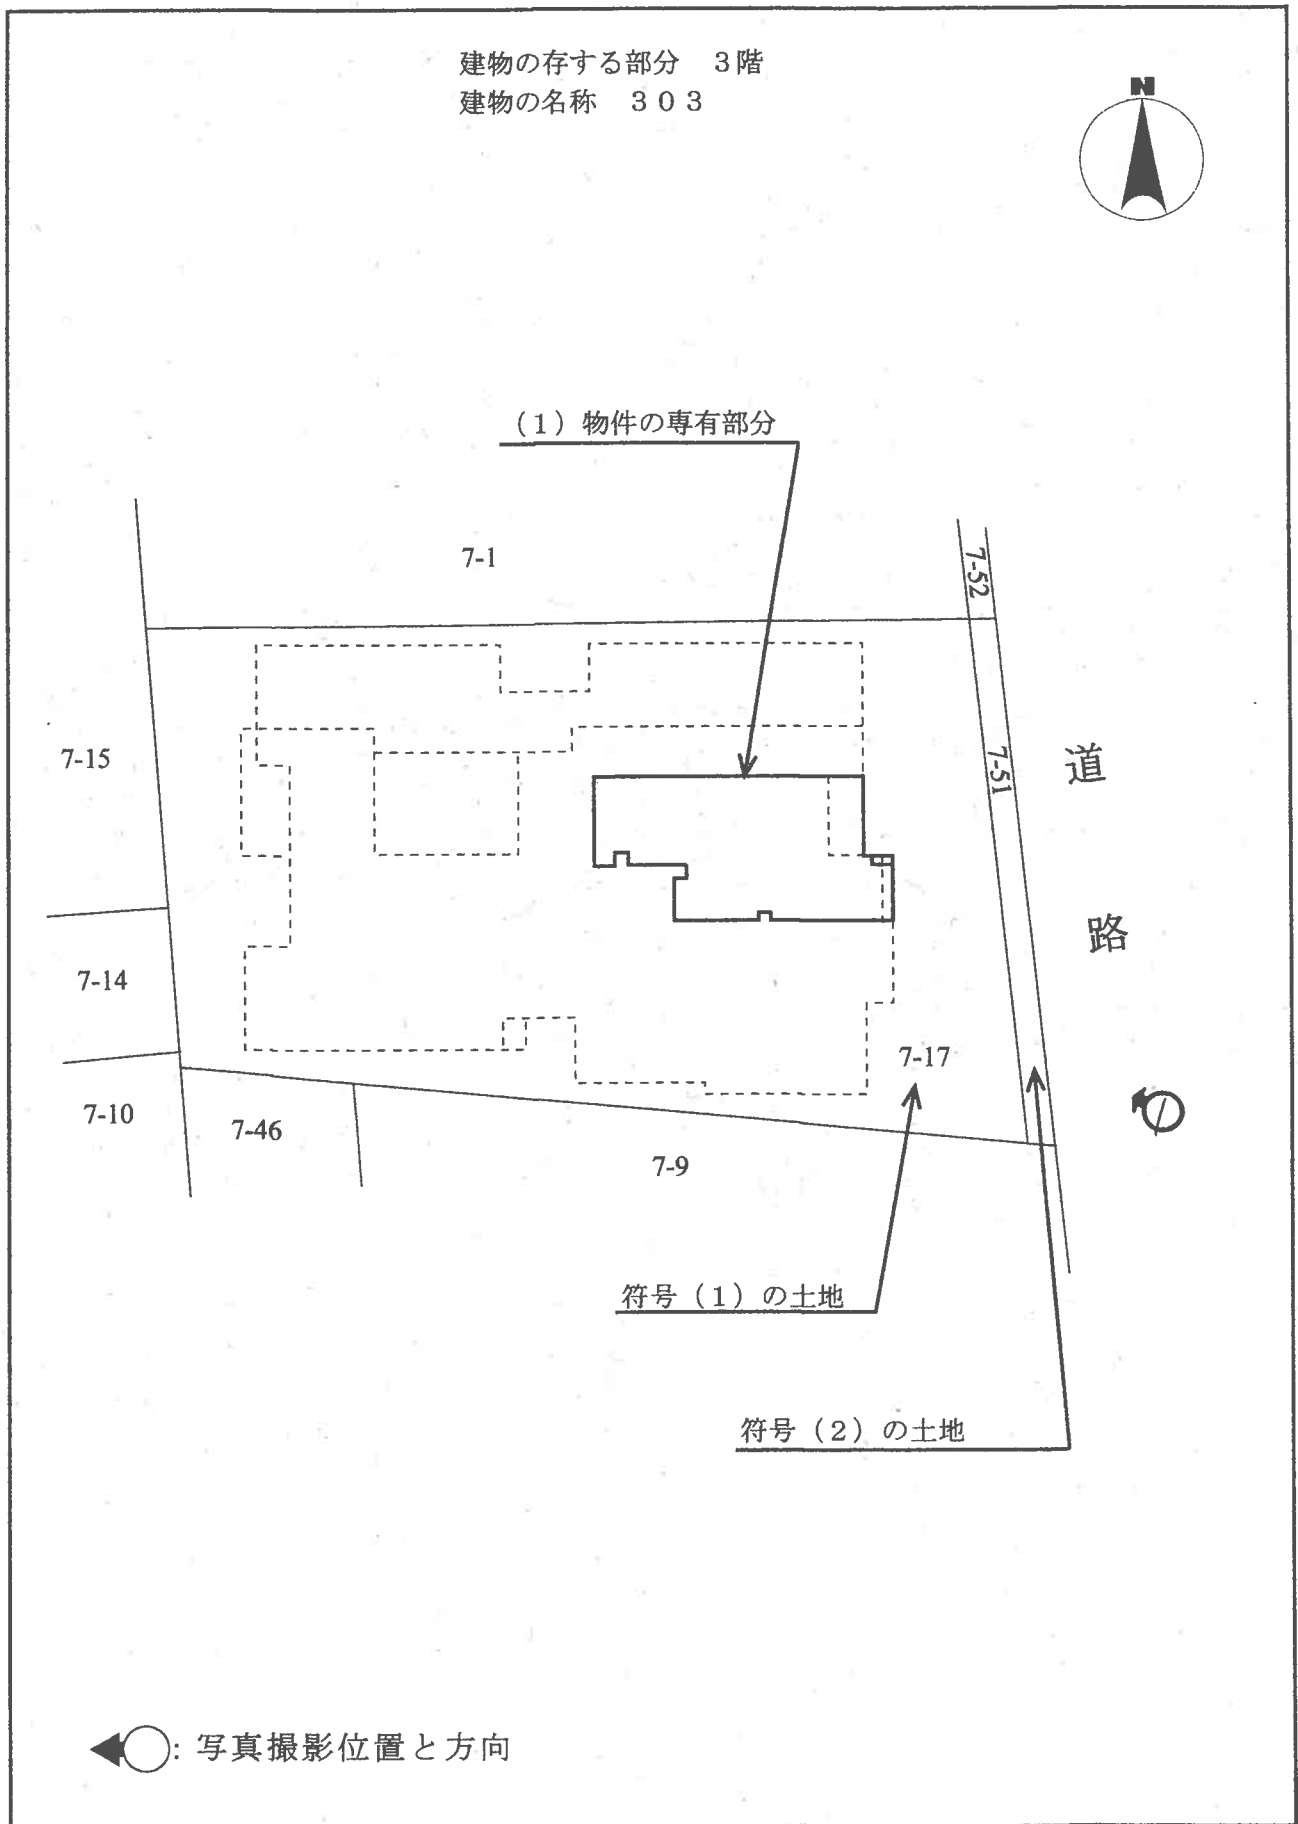 建物の存する部分　３階
建物の名称　３０３
N
（１）物件の専有部分
7-1
7-52
7-15
7-51
道路
7-14
7-17
7-10
7-46
7-9
符号（１）の土地
符号（２）の土地
：写真撮影位置と方向